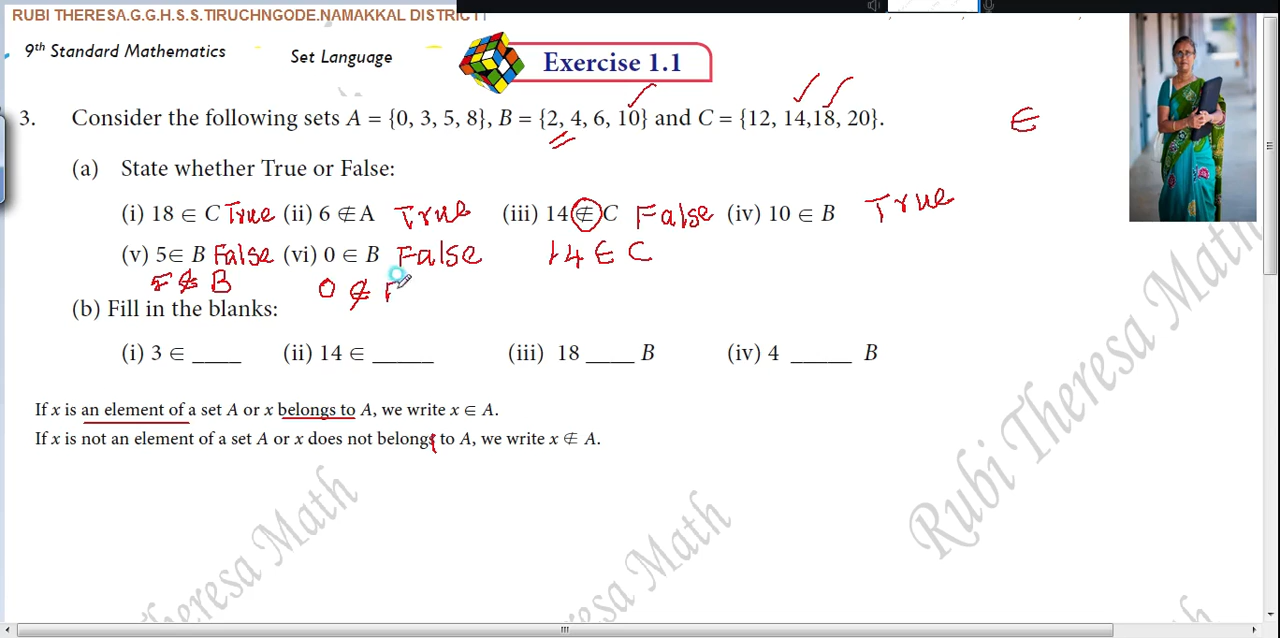 RUBI THERESA.G.G.H.S.S.TIRUCHNGODE.NAMAKKAL DISTRICT
9th Standard Mathematics Set Language Exercise 1.1
3. Consider the following sets A = {0, 3, 5, 8}, B = {2, 4, 6, 10} and C = {12, 14,18, 20}. ∈
(a) State whether True or False:
(i) 18 ∈ C True (ii) 6 ∉ A True (iii) 14 ∉ C False (iv) 10 ∈ B True
(v) 5∈ B False (vi) 0 ∈ B False 14 ∈ C
5 ∉ B 0 ∉
(b) Fill in the blanks:
(i) 3 ∈ ____ (ii) 14 ∈ _____ (iii) 18 ____ B (iv) 4 _____ B
If x is an element of a set A or x belongs to A, we write x ∈ A.
If x is not an element of a set A or x does not belongs to A, we write x ∉ A.
Rubi Theresa Math
Theresa Math
Theresa Math